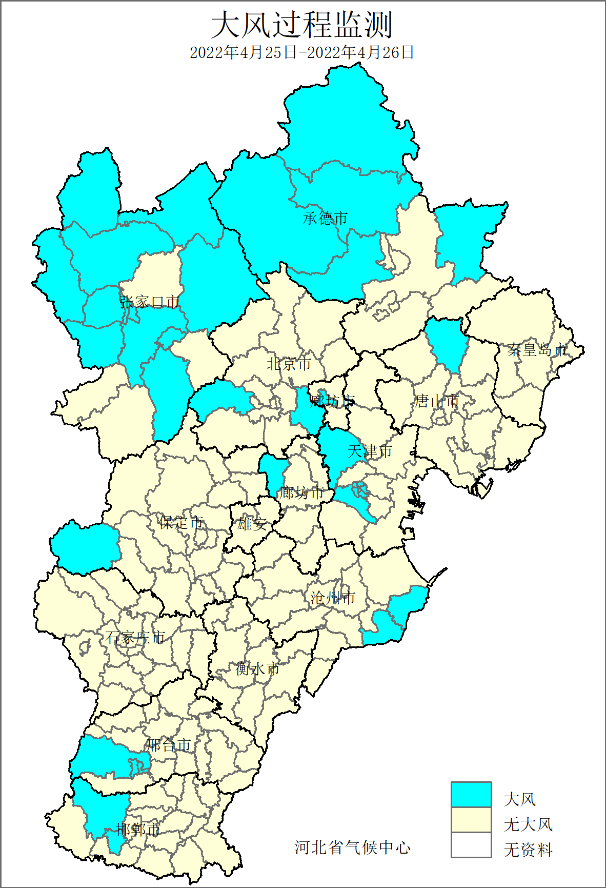 大风过程监测
2022年4月25日-2022年4月26日
承德市
张家口市
秦皇岛市
北京市
廊坊市
唐山市
天津市
廊坊市
保定市
雄安
沧州市
石家庄市
衡水市
邢台市
邯郸市
大风
无大风
无资料
河北省气候中心